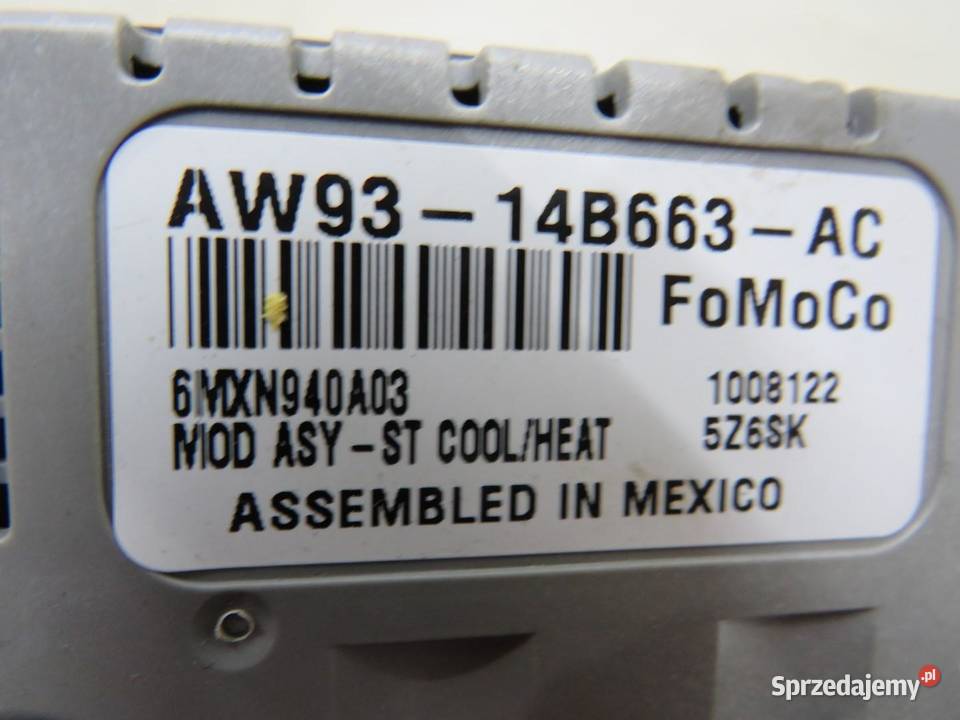 AW93-14B663-AC
FoMoCo
6MXN940A03 1008122
MOD ASY-ST COOL/HEAT 5Z6SK
ASSEMBLED IN MEXICO
Sprzedajemy.pl